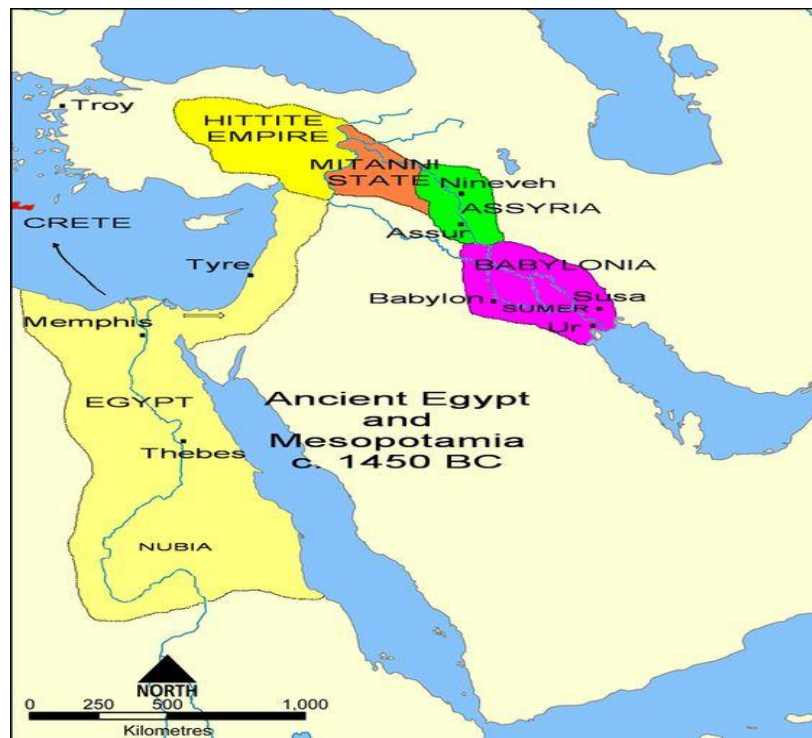 Troy
HITTITE
EMPIRE
MITANNI
STATE
Nineveh
ASSYRIA
Assur
CRETE
Tyre
BABYLONIA
Babylon
Susa
SUMER
Ur
Memphis
EGYPT
Thebes
NUBIA
Ancient Egypt
and
Mesopotamia
c. 1450 BC
NORTH
0 250 500 1,000
Kilometres